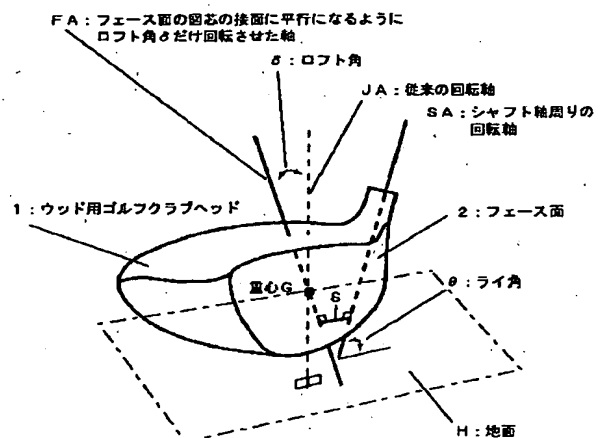 FA：フェース面の図芯の接面に平行になるように
ロフト角δだけ回転させた軸
δ：ロフト角
JA：従来の回転軸
SA：シャフト軸周りの
回転軸
1：ウッド用ゴルフクラブヘッド
2：フェース面
重心G
S
θ：ライ角
H：地面